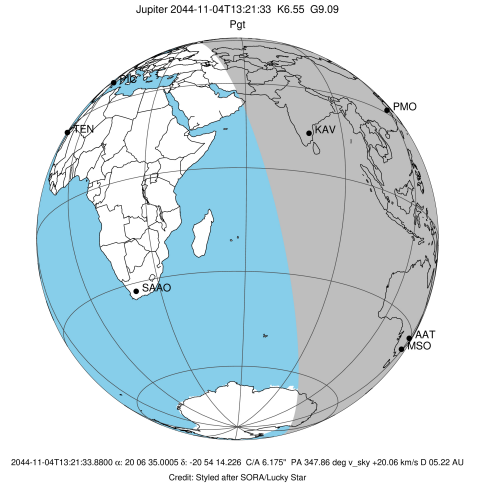 Jupiter 2044-11-04T13:21:33 K6.55 G9.09
Pgt
PIC
TEN
PMO
KAV
SAAO
AAT
MSO
2044-11-04T13:21:33.8800 α: 20 06 35.0005 δ: -20 54 14.226 C/A 6.175" PA 347.86 deg v_sky +20.06 km/s D 05.22 AU
Credit: Styled after SORA/Lucky Star